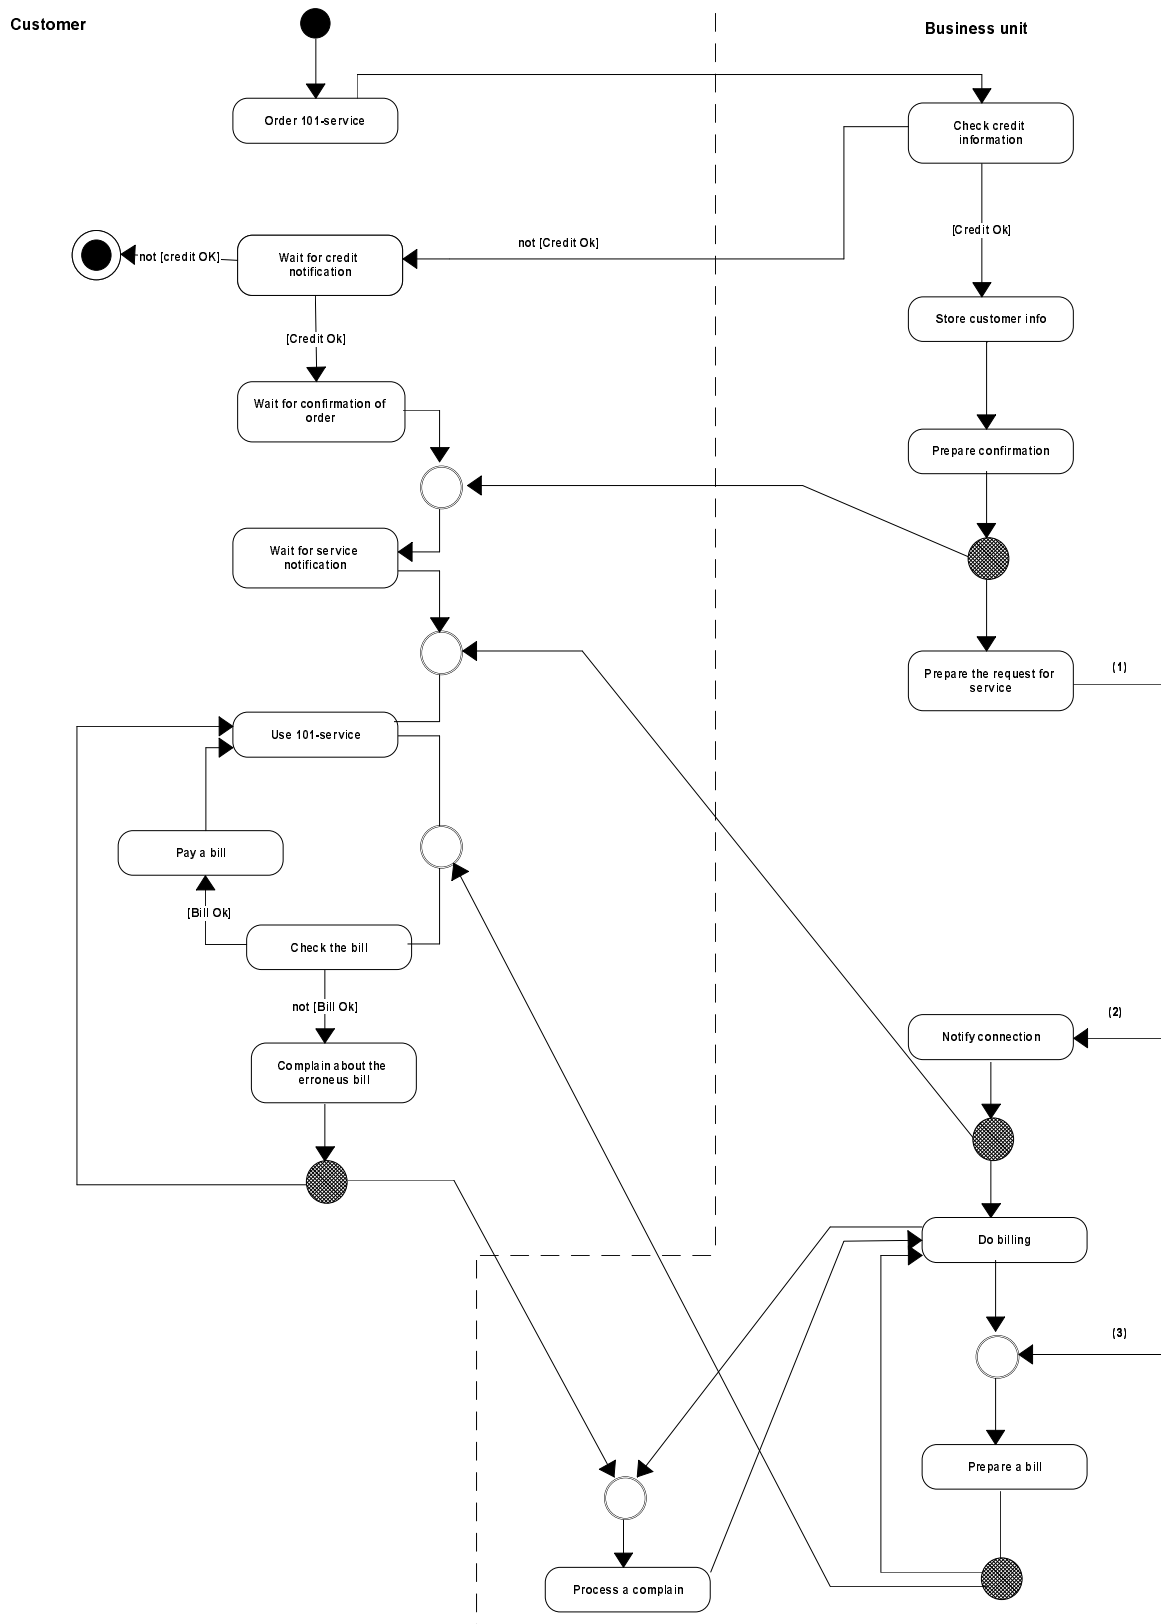 Customer
Business unit
Order 101-service
Check credit
information
not [Credit Ok]
[Credit Ok]
not [credit OK]
Wait for credit
notification
Store customer info
[Credit Ok]
Wait for confirmation of
order
Prepare confirmation
Wait for service
notification
Prepare the request for
service
(1)
Use 101-service
Pay a bill
[Bill Ok]
Check the bill
not [Bill Ok]
(2)
Notify connection
Complain about the
erroneus bill
Do billing
(3)
Prepare a bill
Process a complain